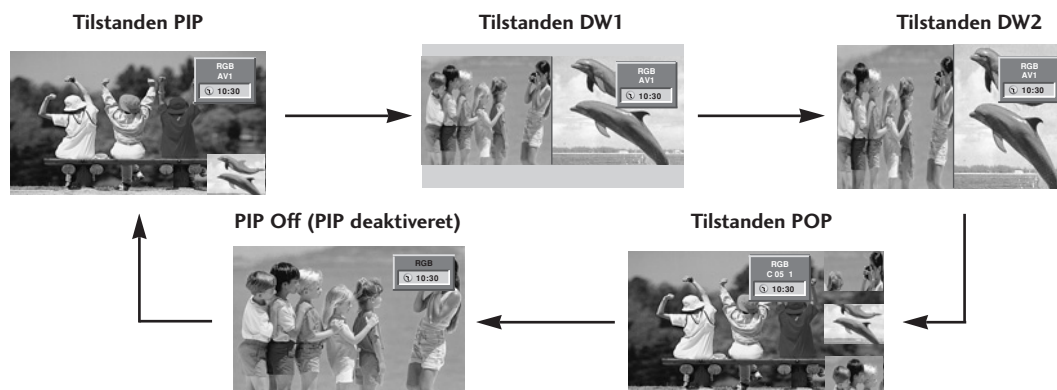 Tilstanden PIP
RGB
AV1
10:30
Tilstanden DW1
RGB
AV1
10:30
Tilstanden DW2
RGB
AV1
10:30
PIP Off (PIP deaktiveret)
RGB
10:30
Tilstanden POP
RGB
C 05 1
10:30